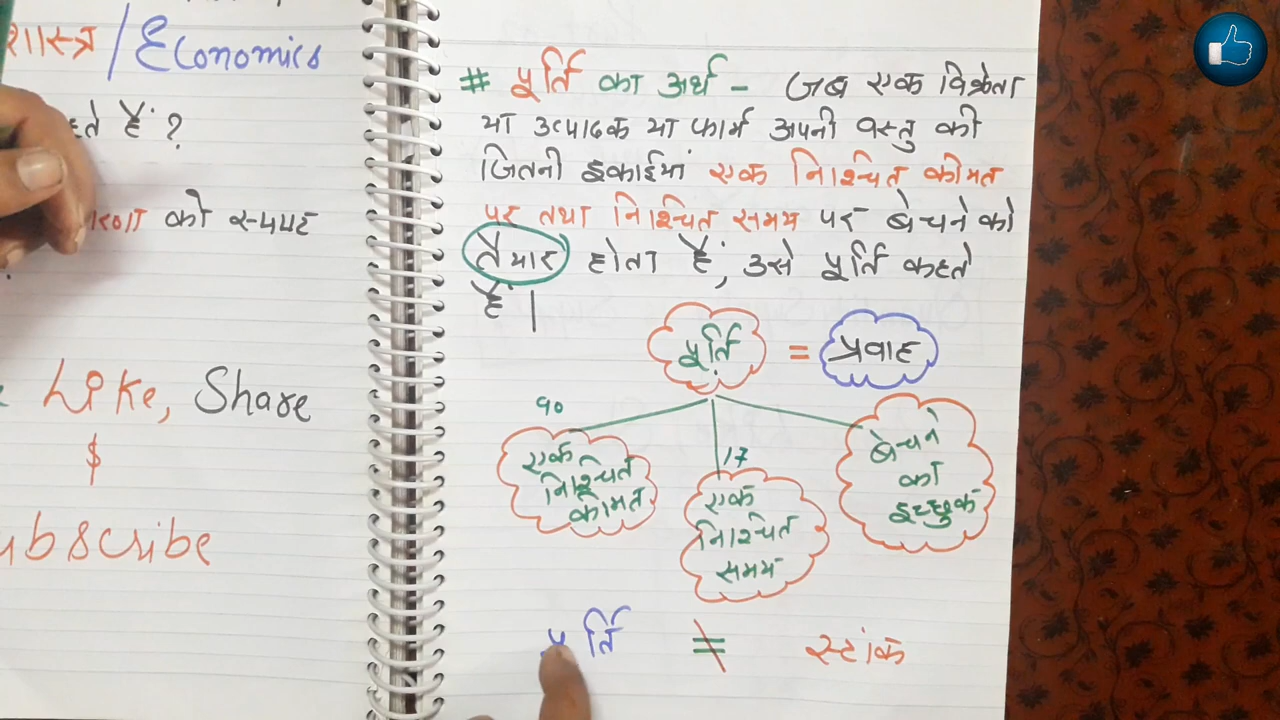 शास्त्र / Economics
हते हैं ?
को स्पष्ट
Like, Share
$
ubscribe
# पूर्ति का अर्थ - जब एक विक्रेता
या उत्पादक या फार्म अपनी वस्तु की
जितनी इकाईयां एक निश्चित कीमत
पर तथा निश्चित समय पर बेचने को
तैयार होता हैं, उसे पूर्ति कहते
हैं |
पूर्ति = प्रवाह
90
एक
निश्चित
कीमत
17
एक
निश्चित
समय
बेचने
का
इच्छुक
पूर्ति ≠ स्टांक